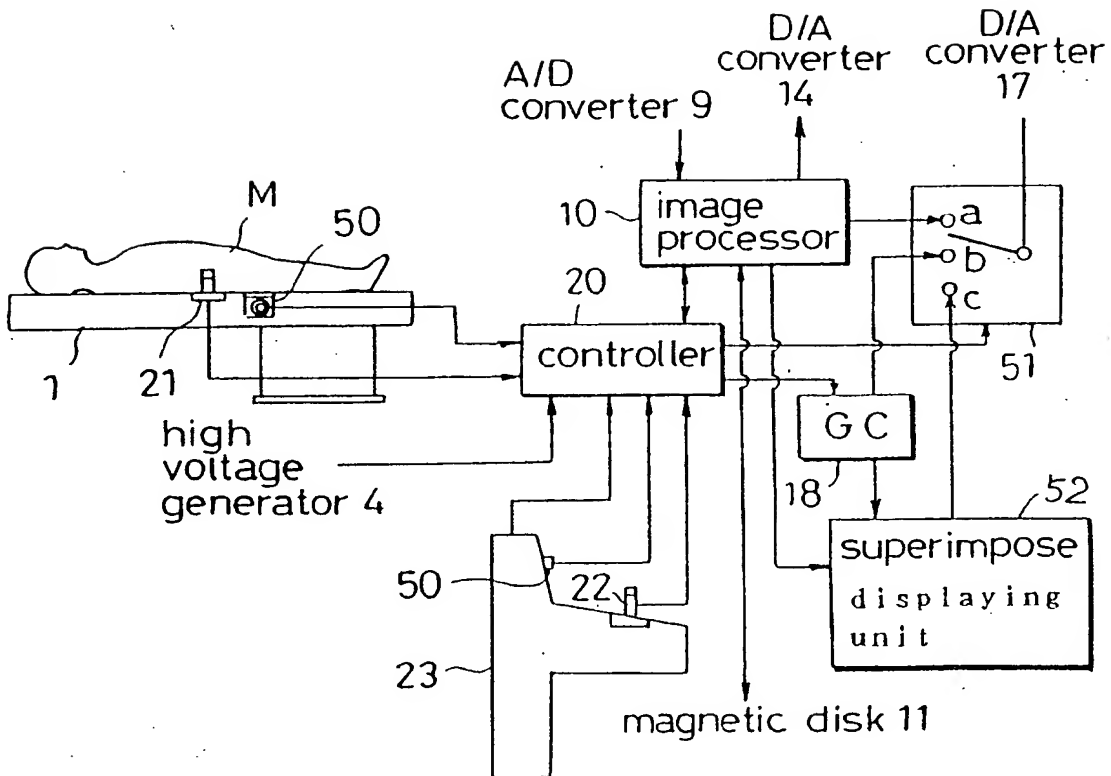 D/A
converter
14
D/A
converter
17
A/D
converter 9
M
50
10
image
processor
a
b
c
20
controller
51
1
21
high
voltage
generator 4
G C
18
52
superimpose
displaying
unit
50
22
23
magnetic disk 11